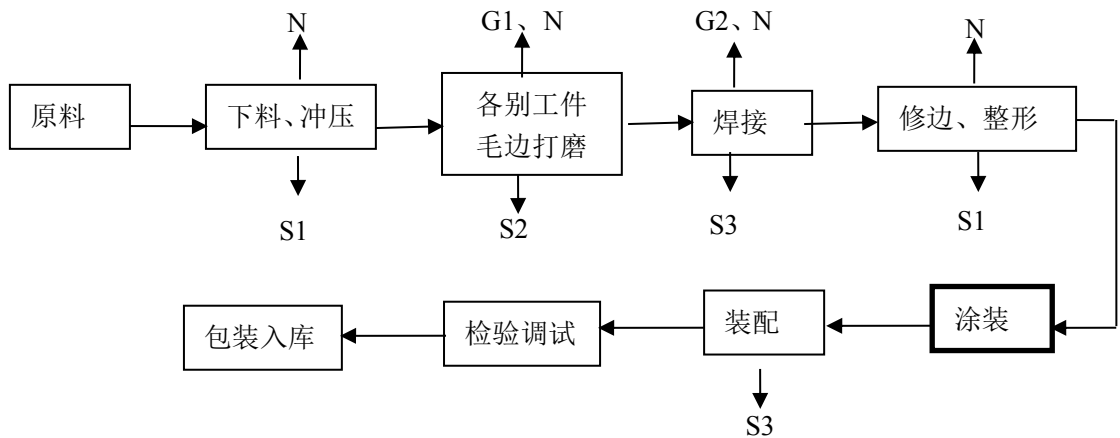 N
G1、N
G2、N
N
原料
下料、冲压
各别工件
毛边打磨
焊接
修边、整形
S1
S2
S3
S1
包装入库
检验调试
装配
涂装
S3